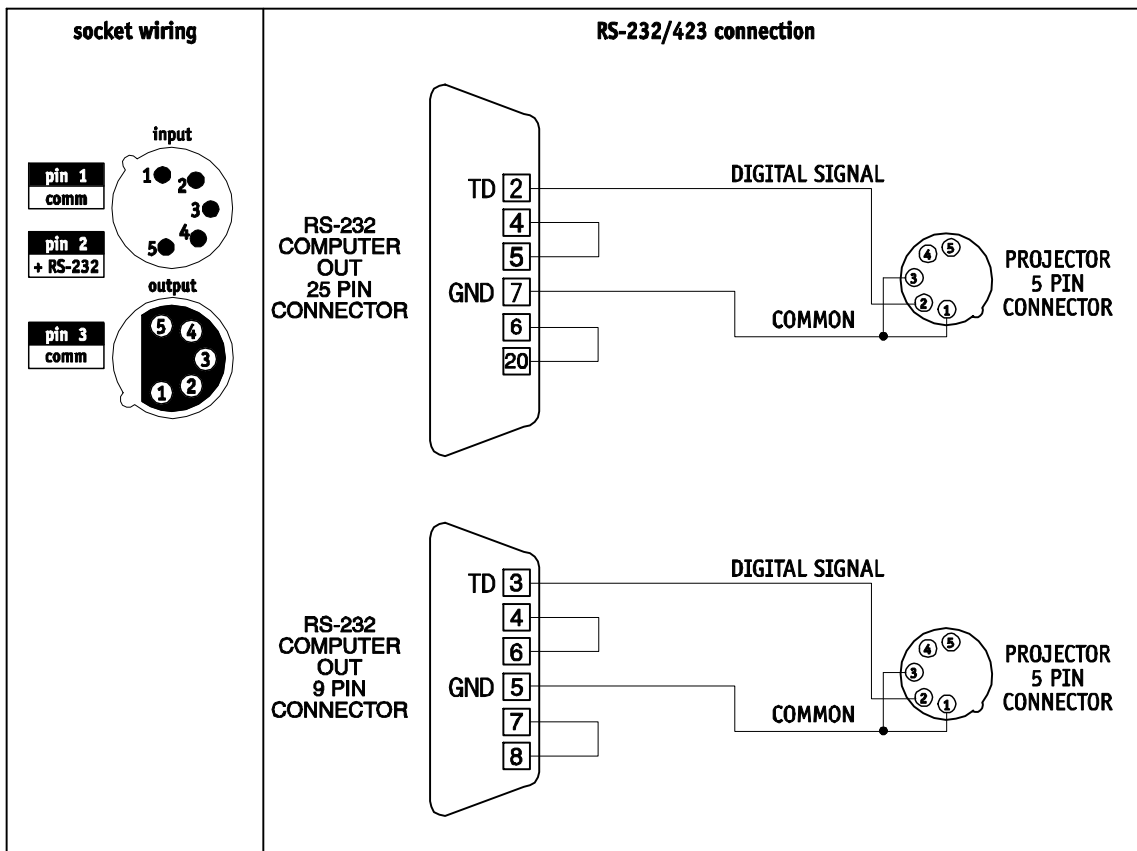 socket wiring
input
pin 1
comm
1
2
3
4
5
pin 2
+ RS-232
output
pin 3
comm
5
4
3
2
1
RS-232/423 connection
RS-232
COMPUTER
OUT
25 PIN
CONNECTOR
TD 2
4
5
GND 7
6
20
DIGITAL SIGNAL
COMMON
5
4
3
2
1
PROJECTOR
5 PIN
CONNECTOR
RS-232
COMPUTER
OUT
9 PIN
CONNECTOR
TD 3
4
6
GND 5
7
8
DIGITAL SIGNAL
COMMON
5
4
3
2
1
PROJECTOR
5 PIN
CONNECTOR